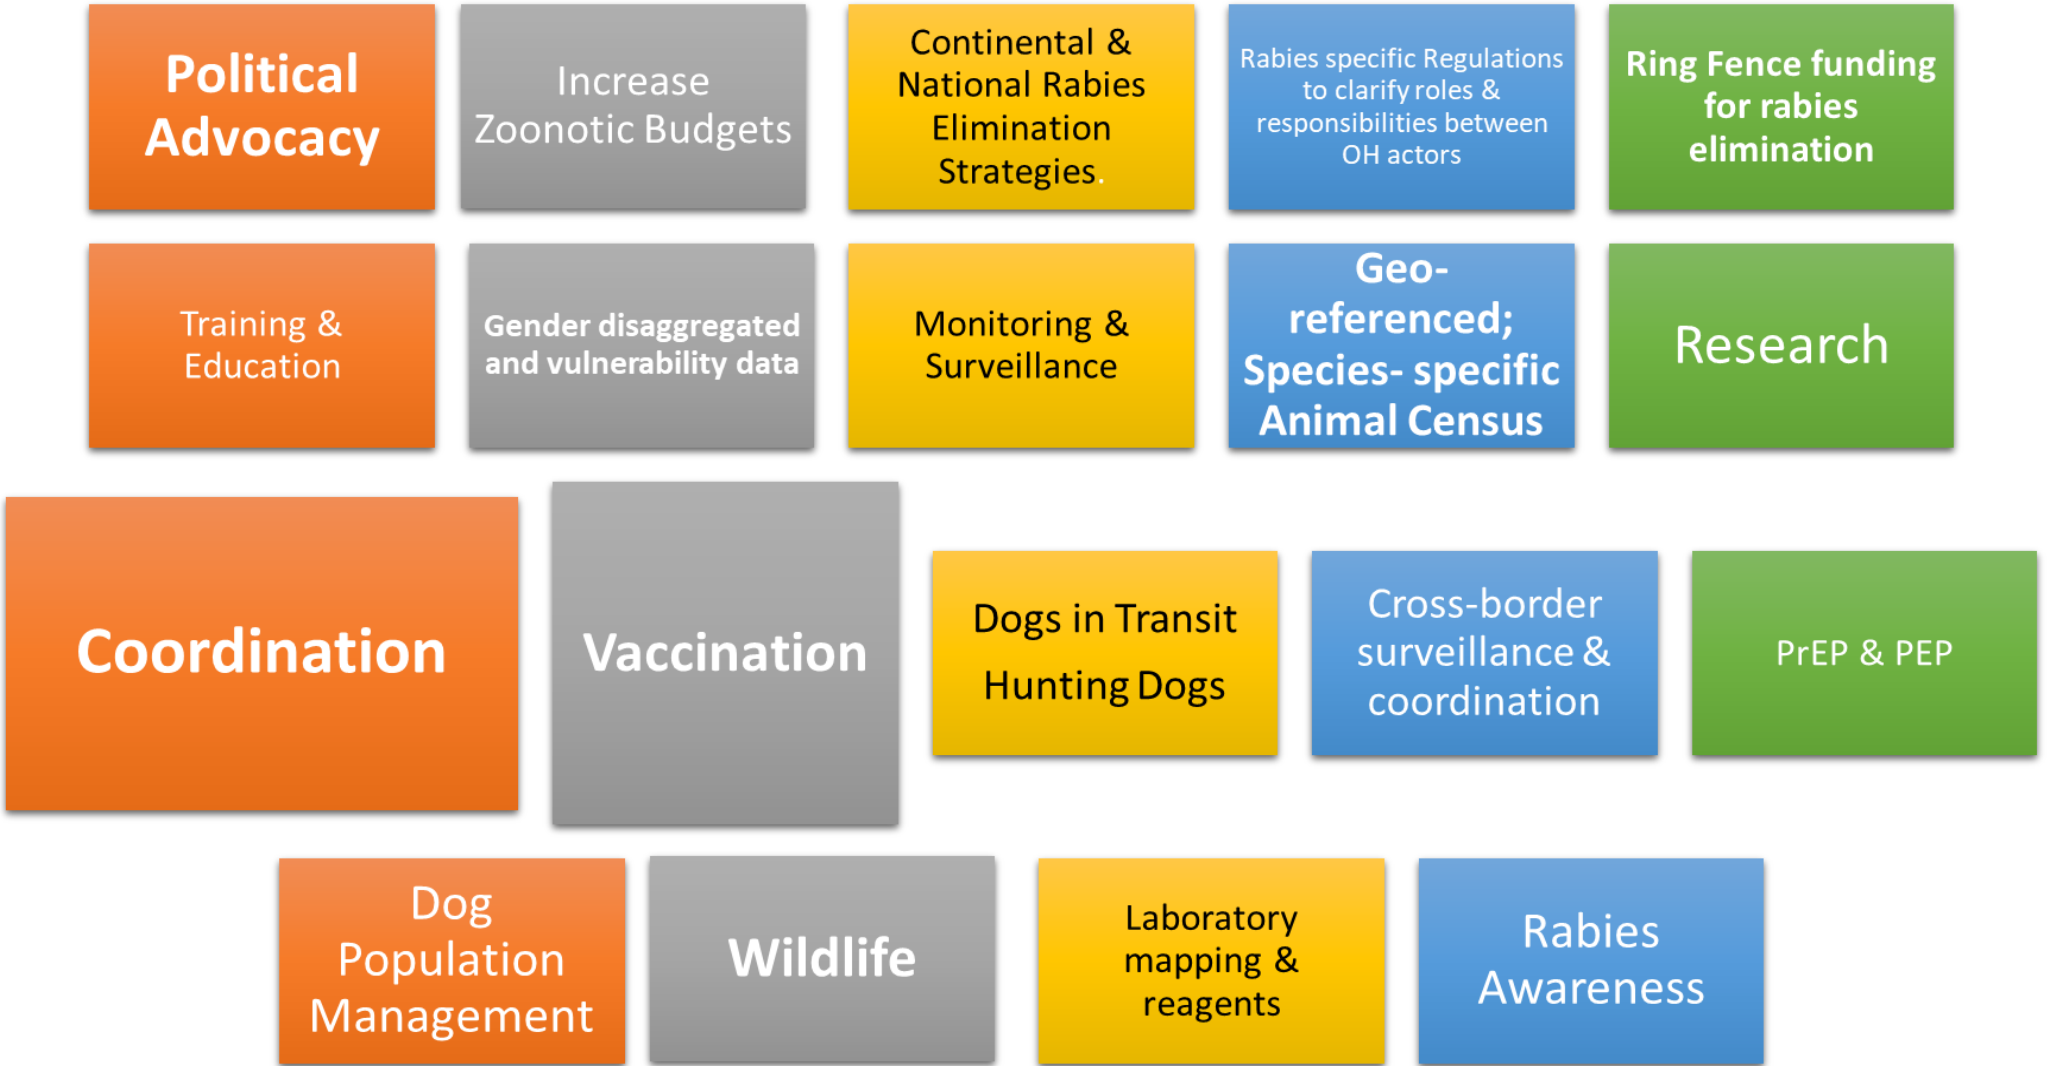 Political
Advocacy
Increase
Zoonotic Budgets
Continental &
National Rabies
Elimination
Strategies.
Rabies specific Regulations
to clarify roles &
responsibilities between
OH actors
Ring Fence funding
for rabies
elimination
Training &
Education
Gender disaggregated
and vulnerability data
Monitoring &
Surveillance
Geo-
referenced;
Species- specific
Animal Census
Research
Coordination
Vaccination
Dogs in Transit
Hunting Dogs
Cross-border
surveillance &
coordination
PrEP & PEP
Dog
Population
Management
Wildlife
Laboratory
mapping &
reagents
Rabies
Awareness